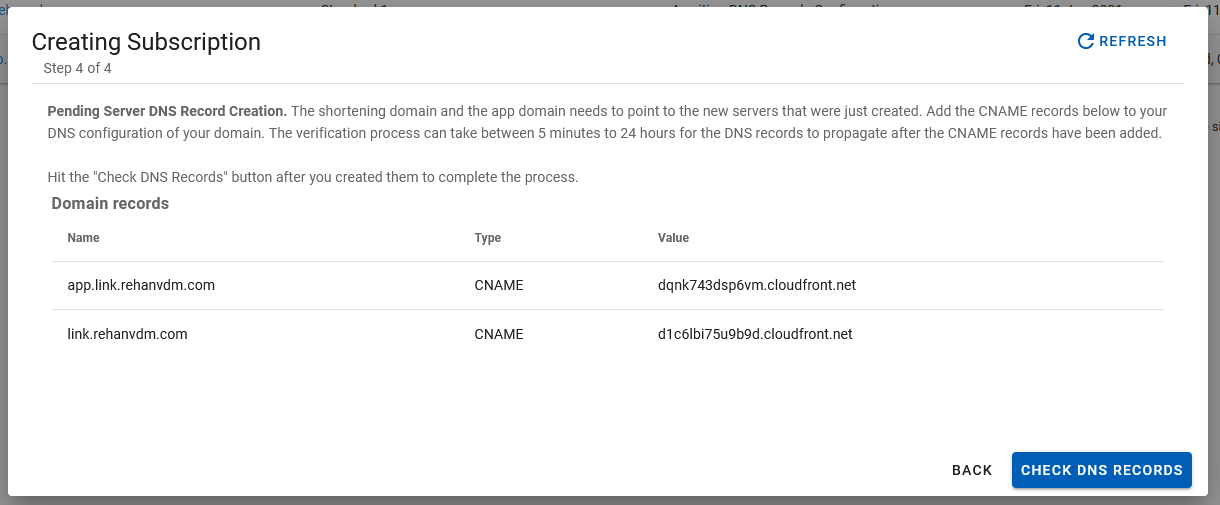 Creating Subscription
REFRESH
Step 4 of 4
Pending Server DNS Record Creation. The shortening domain and the app domain needs to point to the new servers that were just created. Add the CNAME records below to your
DNS configuration of your domain. The verification process can take between 5 minutes to 24 hours for the DNS records to propagate after the CNAME records have been added.
Hit the "Check DNS Records" button after you created them to complete the process.
Domain records
Name Type Value
app.link.rehanvdm.com CNAME dqnk743dsp6vm.cloudfront.net
link.rehanvdm.com CNAME d1c6lbi75u9b9d.cloudfront.net
BACK CHECK DNS RECORDS